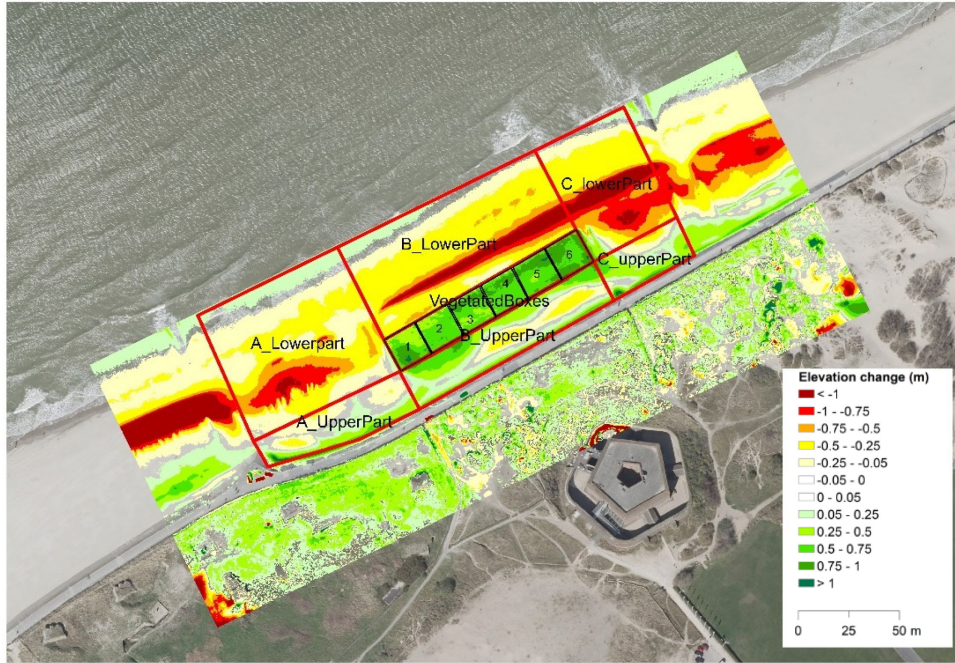 C_lowerPart
B_LowerPart
C_upperPart
6
5
4
VegetatedBoxes
3
2
B_UpperPart
1
A_Lowerpart
A_UpperPart
Elevation change (m)
< -1
-1 - -0.75
-0.75 - -0.5
-0.5 - -0.25
-0.25 - -0.05
-0.05 - 0
0 - 0.05
0.05 - 0.25
0.25 - 0.5
0.5 - 0.75
0.75 - 1
> 1
0 25 50 m